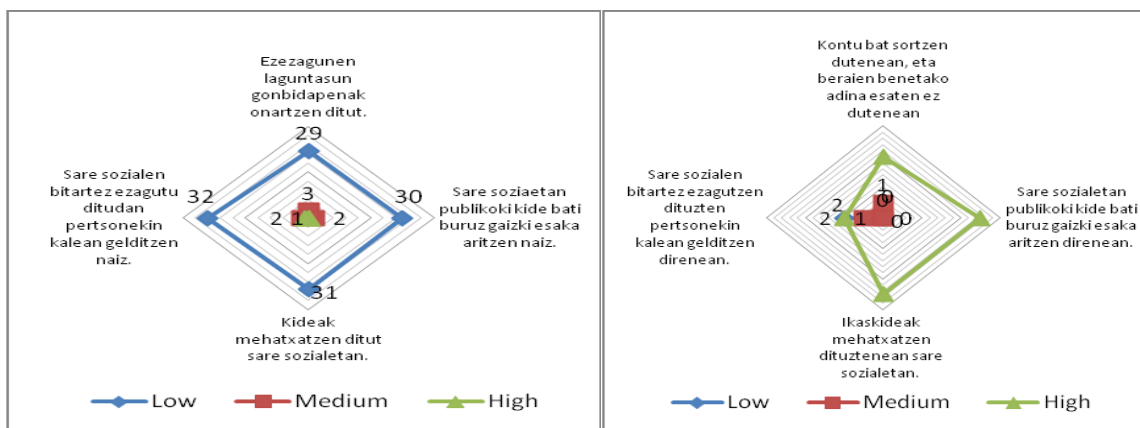 Ezezagunen
laguntasun
gonbidapenak
onartzen ditut.
29
Sare sozialen
bitartez ezagutu
ditudan
pertsonekin
kalean gelditzen
naiz.
32
3
2
1
2
30
Sare soziaetan
publikoki kide bati
buruz gaizki esaka
aritzen naiz.
31
Kideak
mehatxatzen ditut
sare sozialetan.
Low
Medium
High
Kontu bat sortzen
dutenean, eta
beraien benetako
adina esaten ez
dutenean
Sare sozialen
bitartez ezagutzen
dituzten
pertsonekin kalean
gelditzen direnean.
1
0
0
2
2
1
0
0
Sare sozialetan
publikoki kide bati
buruz gaizki esaka
aritzen direnean.
Ikaskideak
mehatxatzen
dituztenean sare
sozialetan.
Low
Medium
High